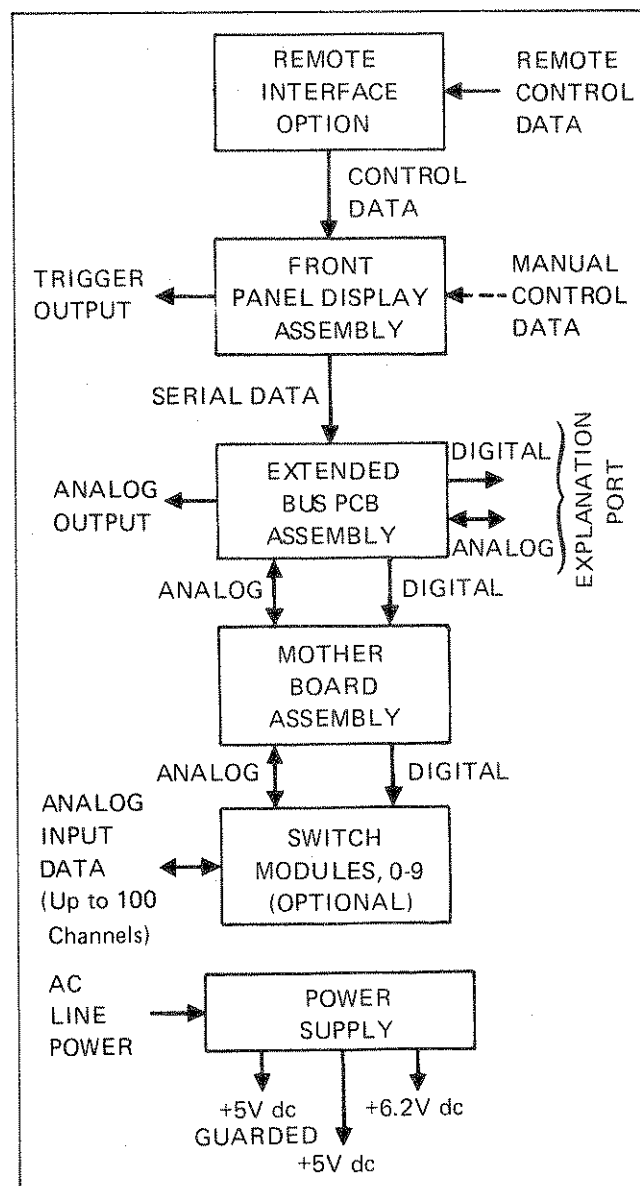 REMOTE
INTERFACE
OPTION
REMOTE
CONTROL
DATA
CONTROL
DATA
TRIGGER
OUTPUT
FRONT
PANEL DISPLAY
ASSEMBLY
MANUAL
CONTROL
DATA
SERIAL DATA
ANALOG
OUTPUT
EXTENDED
BUS PCB
ASSEMBLY
DIGITAL
ANALOG
EXPLANATION
PORT
ANALOG
DIGITAL
MOTHER
BOARD
ASSEMBLY
ANALOG
DIGITAL
ANALOG
INPUT
DATA
(Up to 100
Channels)
SWITCH
MODULES, 0-9
(OPTIONAL)
AC
LINE
POWER
POWER
SUPPLY
+5V dc
GUARDED
+5V dc
+6.2V dc